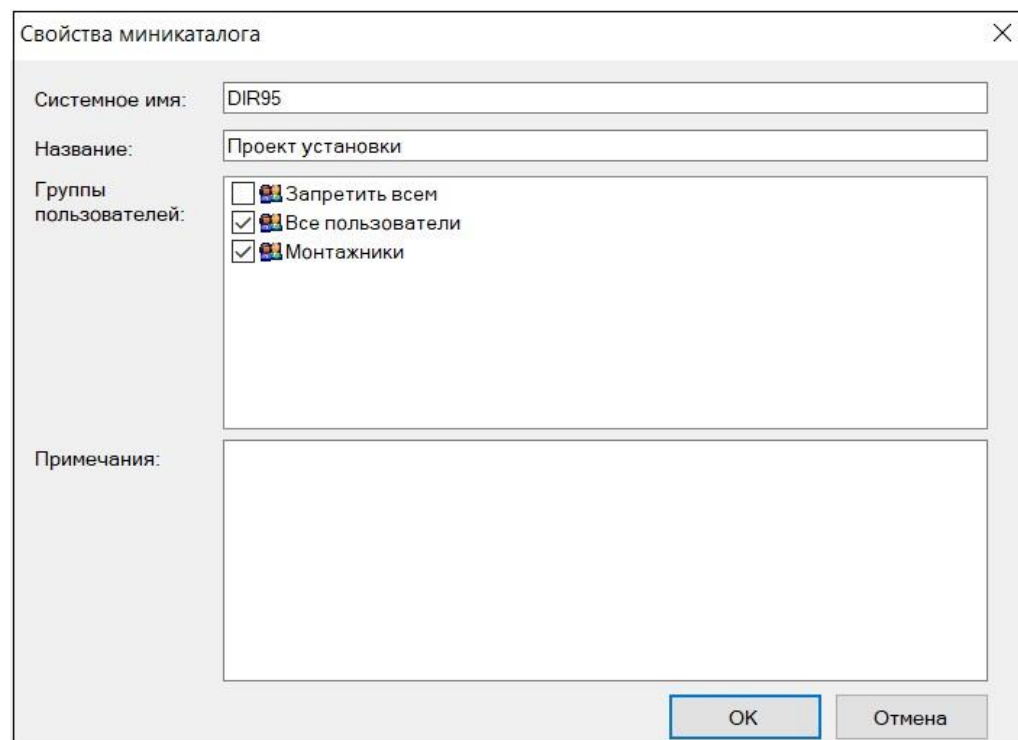 Свойства миникаталога
Системное имя: DIR95
Название: Проект установки
Группы пользователей:
Запретить всем
Все пользователи
Монтажники
Примечания:
OK Отмена